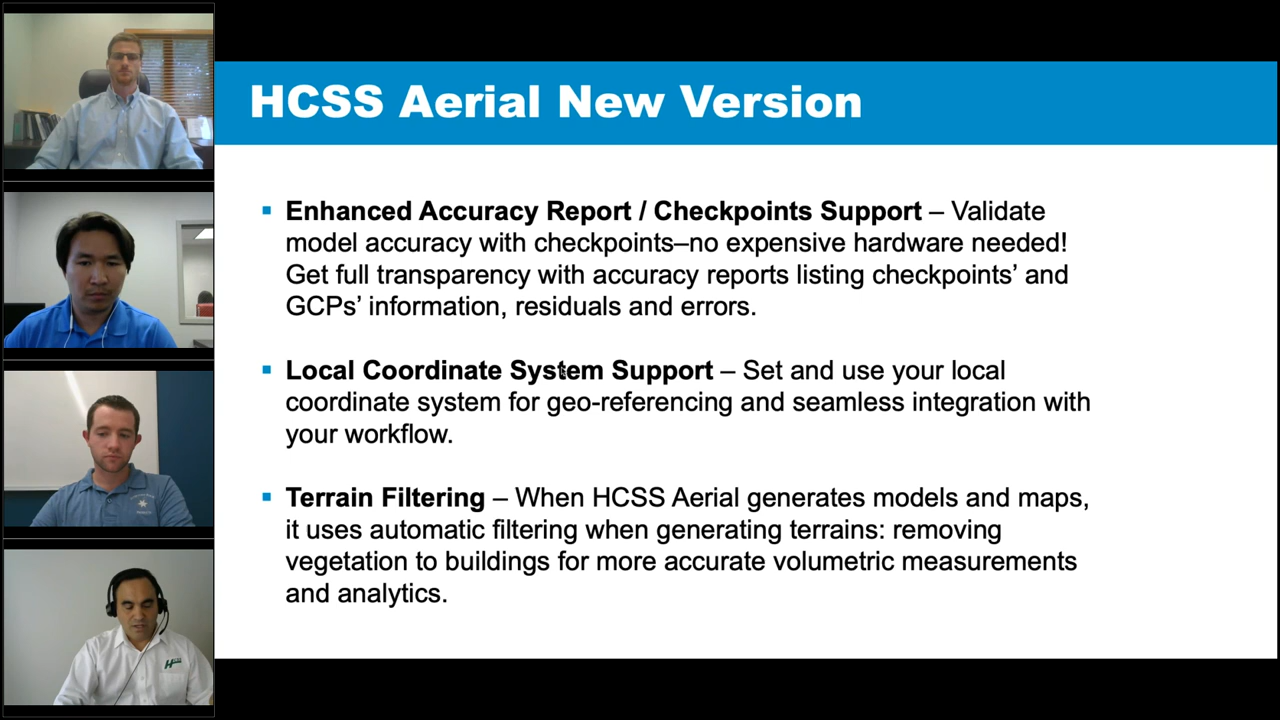 HCSS Aerial New Version
Enhanced Accuracy Report / Checkpoints Support – Validate
model accuracy with checkpoints–no expensive hardware needed!
Get full transparency with accuracy reports listing checkpoints’ and
GCPs’ information, residuals and errors.
Local Coordinate System Support – Set and use your local
coordinate system for geo-referencing and seamless integration with
your workflow.
Terrain Filtering – When HCSS Aerial generates models and maps,
it uses automatic filtering when generating terrains: removing
vegetation to buildings for more accurate volumetric measurements
and analytics.